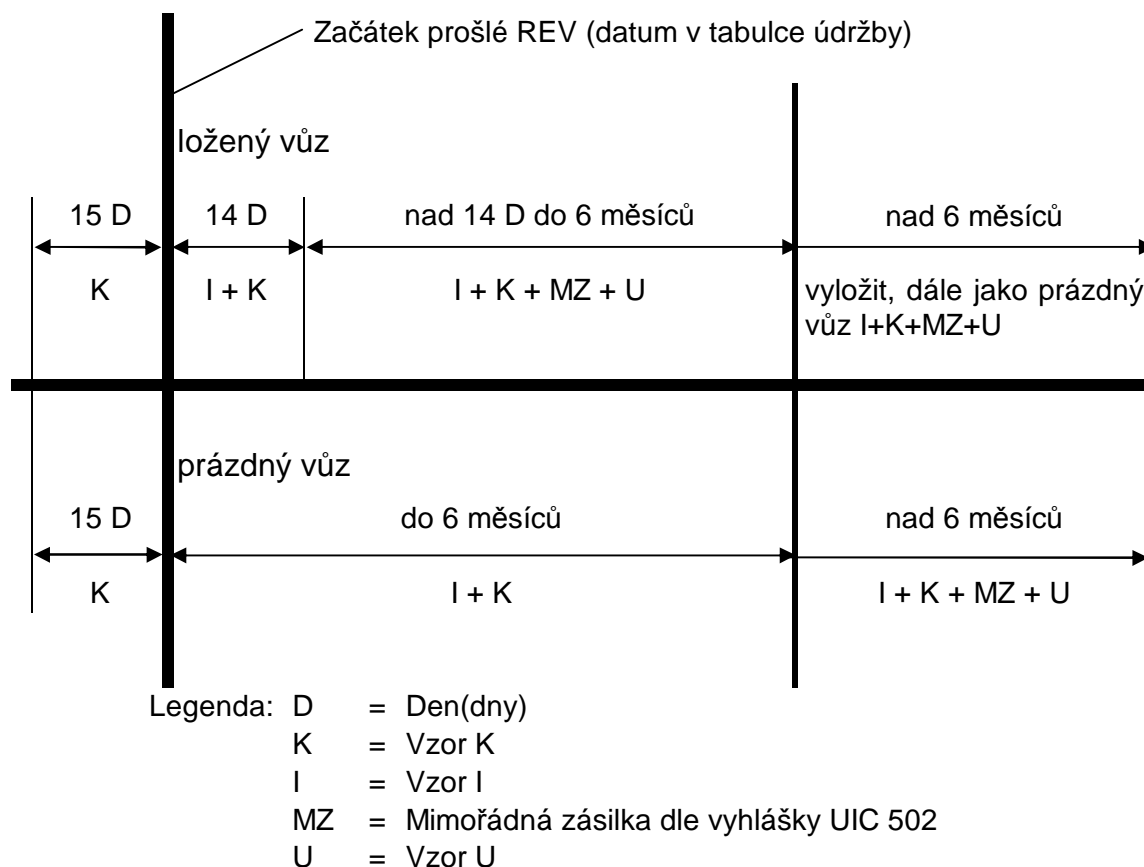 Začátek prošlé REV (datum v tabulce údržby)
ložený vůz
15 D 14 D nad 14 D do 6 měsíců nad 6 měsíců
K I + K I + K + MZ + U vyložit, dále jako prázdný
vůz I+K+MZ+U
prázdný vůz
15 D do 6 měsíců nad 6 měsíců
K I + K I + K + MZ + U
Legenda: D = Den(dny)
K = Vzor K
I = Vzor I
MZ = Mimořádná zásilka dle vyhlášky UIC 502
U = Vzor U